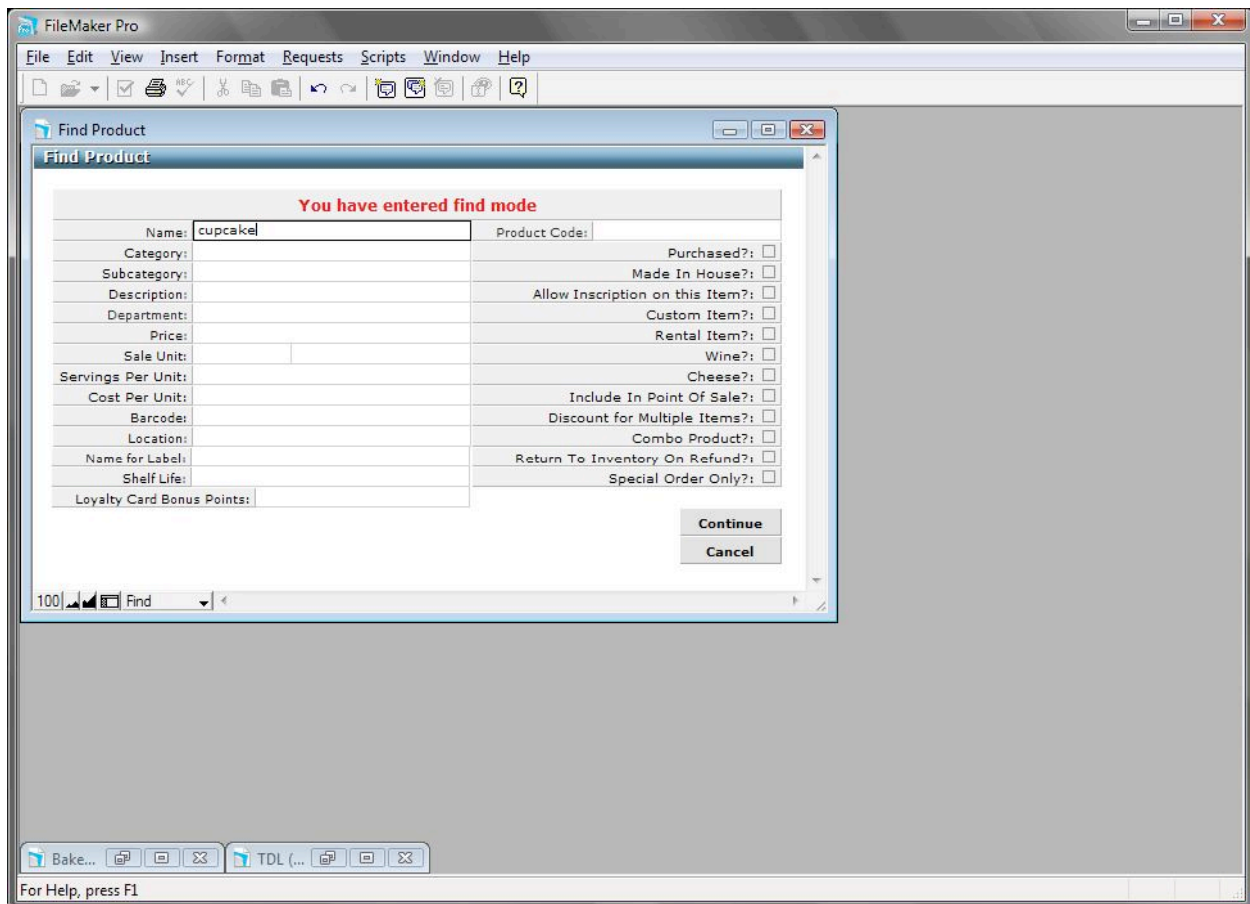 FileMaker Pro
File Edit View Insert Format Requests Scripts Window Help
Find Product
Find Product
You have entered find mode
Name: cupcake Product Code:
Category: Purchased?:
Subcategory: Made In House?:
Description: Allow Inscription on this Item?:
Department: Custom Item?:
Price: Rental Item?:
Sale Unit: Wine?:
Servings Per Unit: Cheese?:
Cost Per Unit: Include In Point Of Sale?:
Barcode: Discount for Multiple Items?:
Location: Combo Product?:
Name for Label: Return To Inventory On Refund?:
Shelf Life: Special Order Only?:
Loyalty Card Bonus Points:
Continue
Cancel
100 Find
Bake... TDL (...
For Help, press F1